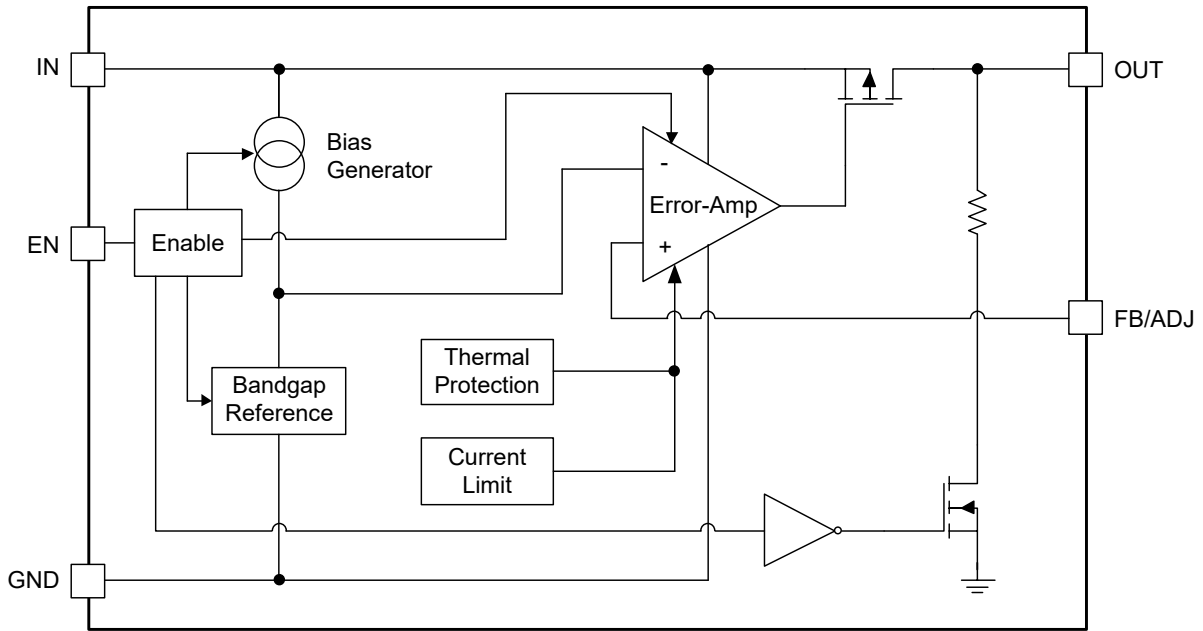 IN
OUT
Bias
Generator
-
Error-Amp
EN
Enable
+
FB/ADJ
Thermal
Protection
Bandgap
Reference
Current
Limit
GND